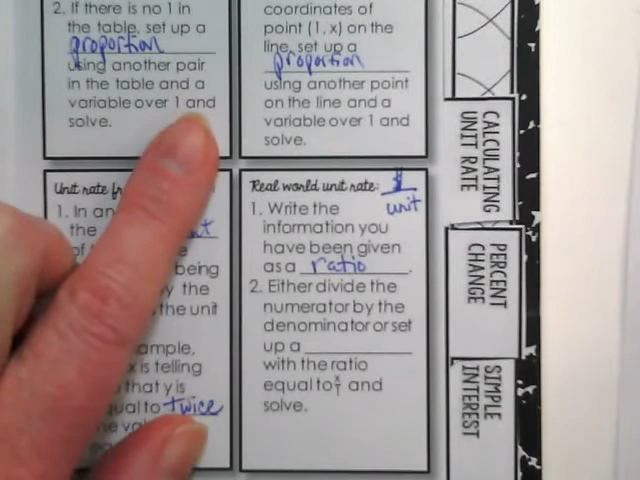 2. If there is no 1 in
the table, set up a
proportion
using another pair
in the table and a
variable over 1 and
solve.
coordinates of
point (1, x) on the
line, set up a
proportion
using another point
on the line and a
variable over 1 and
solve.
Unit rate
1. In an
the
of
being
the
the unit
ample,
x is telling
that y is
equal to twice
Real world unit rate: $
unit
1. Write the
information you
have been given
as a ratio.
2. Either divide the
numerator by the
denominator or set
up a
with the ratio
equal to x/1 and
solve.
CALCULATING
UNIT RATE
PERCENT
CHANGE
SIMPLE
INTEREST